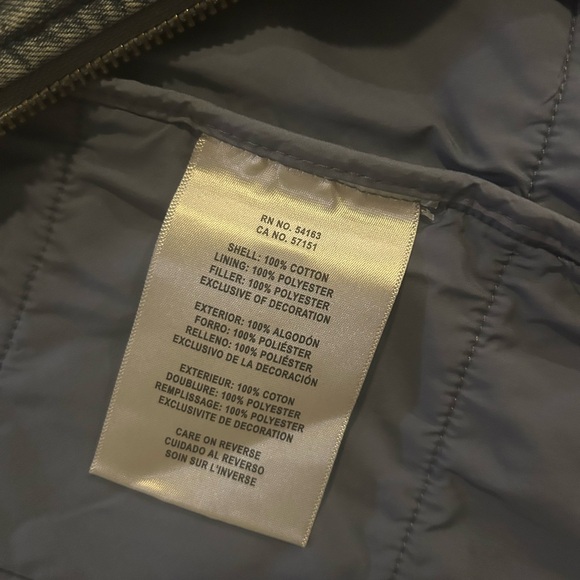 RN NO. 54163
CA NO. 57151
SHELL: 100% COTTON
LINING: 100% POLYESTER
FILLER: 100% POLYESTER
EXCLUSIVE OF DECORATION
EXTERIOR: 100% ALGODÓN
FORRO: 100% POLIÉSTER
RELLENO: 100% POLIÉSTER
EXCLUSIVO DE LA DECORACIÓN
EXTERIEUR: 100% COTON
DOUBLURE: 100% POLYESTER
REMPLISSAGE: 100% POLYESTER
EXCLUSIVITE OF DECORATION
CARE ON REVERSE
CUIDADO AL REVERSO
SOIN SUR L'INVERSE